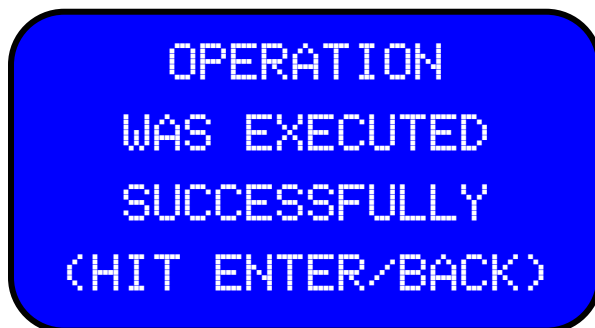 OPERATION
WAS EXECUTED
SUCCESSFULLY
(HIT ENTER/BACK)